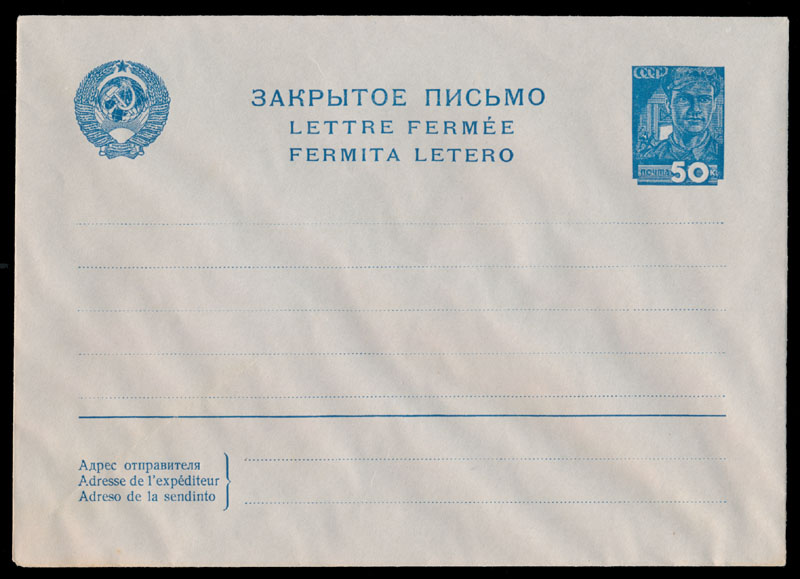 ЗАКРЫТОЕ ПИСЬМО
LETTRE FERMÉE
FERMITA LETERO
СССР
ПОЧТА 50 К
Адрес отправителя
Adresse de l'expéditeur
Adreso de la sendinto